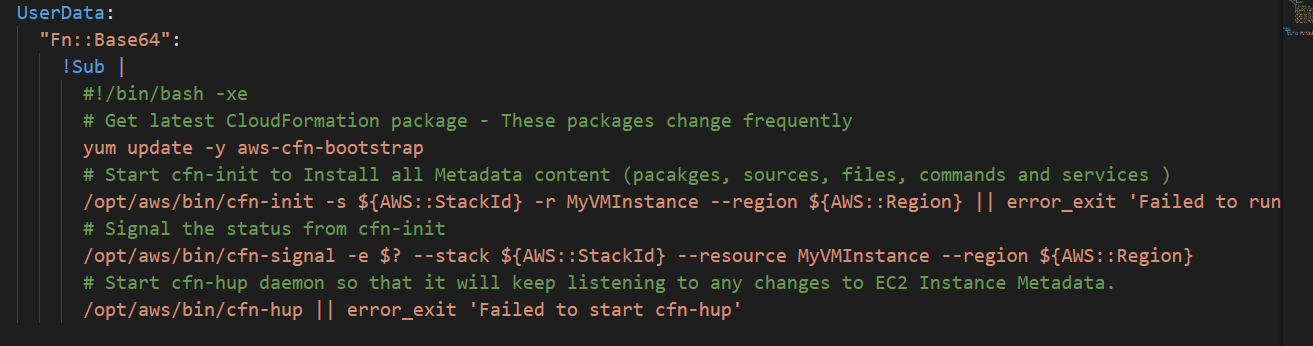 UserData:
"Fn::Base64":
!Sub |
#!/bin/bash -xe
# Get latest CloudFormation package - These packages change frequently
yum update -y aws-cfn-bootstrap
# Start cfn-init to Install all Metadata content (pacakges, sources, files, commands and services )
/opt/aws/bin/cfn-init -s ${AWS::StackId} -r MyVMInstance --region ${AWS::Region} || error_exit 'Failed to run
# Signal the status from cfn-init
/opt/aws/bin/cfn-signal -e $? --stack ${AWS::StackId} --resource MyVMInstance --region ${AWS::Region}
# Start cfn-hup daemon so that it will keep listening to any changes to EC2 Instance Metadata.
/opt/aws/bin/cfn-hup || error_exit 'Failed to start cfn-hup'